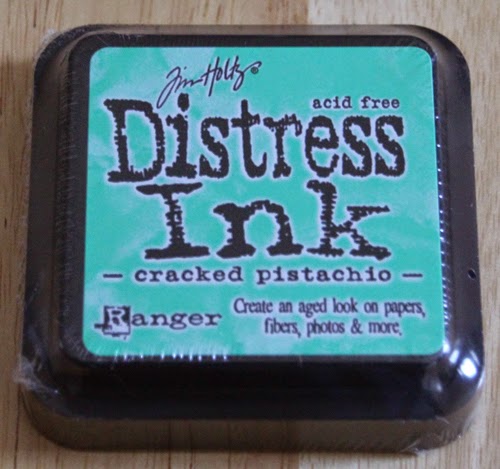 Tim Holtz®
acid free
Distress
Ink
— cracked pistachio —
Ranger
Create an aged look on papers,
fibers, photos & more.